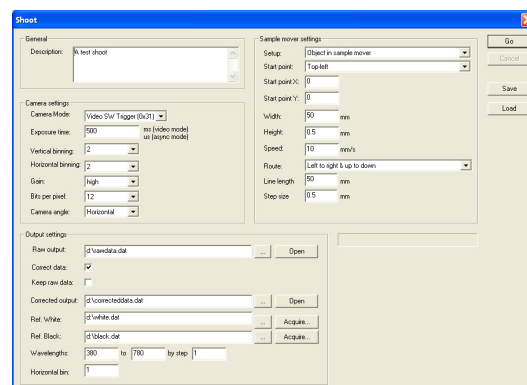 Shoot
General
Description: A test shoot
Camera settings
Camera Mode: Video SW Trigger (0x31)
Exposure time: 500 ms (video mode)
us (async mode)
Vertical binning: 2
Horizontal binning: 2
Gain: high
Bits per pixel: 12
Camera angle: Horizontal
Sample mover settings
Setup: Object in sample mover
Start point: Top-left
Start point X: 0
Start point Y: 0
Width: 50 mm
Height: 0.5 mm
Speed: 10 mm/s
Route: Left to right & up to down
Line length 50 mm
Step size 0.5 mm
Go
Cancel
Save
Load
Output settings
Raw output: d:\rawdata.dat ... Open
Correct data:
Keep raw data:
Corrected output: d:\correcteddata.dat ... Open
Ref. White: d:\white.dat ... Acquire...
Ref. Black: d:\black.dat ... Acquire...
Wavelengths: 380 to 780 by step 1
Horizontal bin: 1